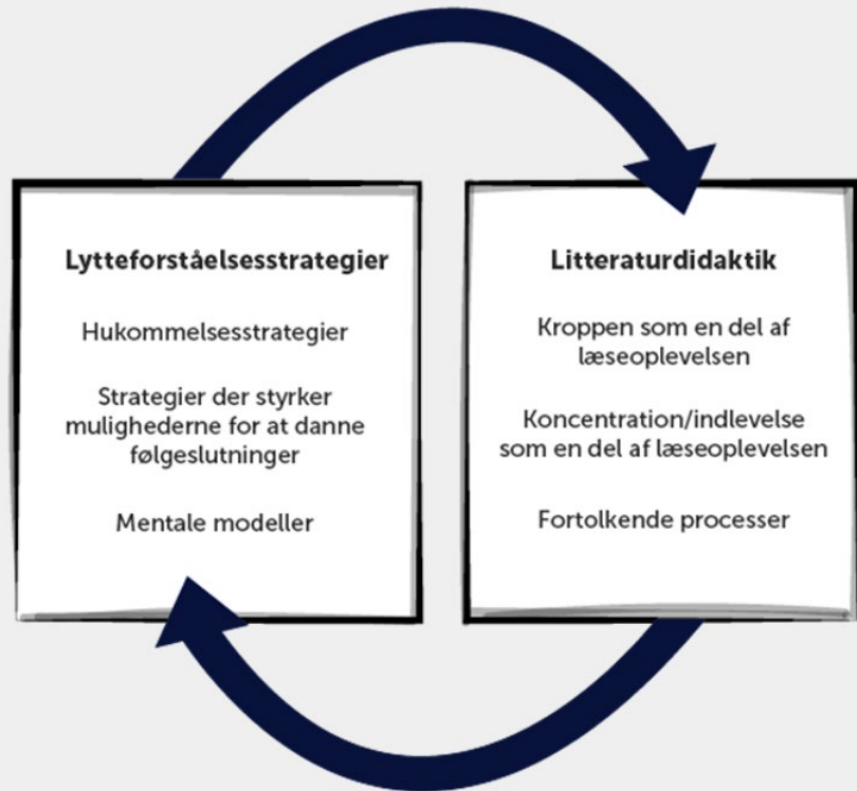 Lytteforståelsesstrategier
Hukommelsesstrategier
Strategier der styrker
mulighederne for at danne
følgeslutninger
Mentale modeller
Litteraturdidaktik
Kroppen som en del af
læseoplevelsen
Koncentration/indlevelse
som en del af læseoplevelsen
Fortolkende processer